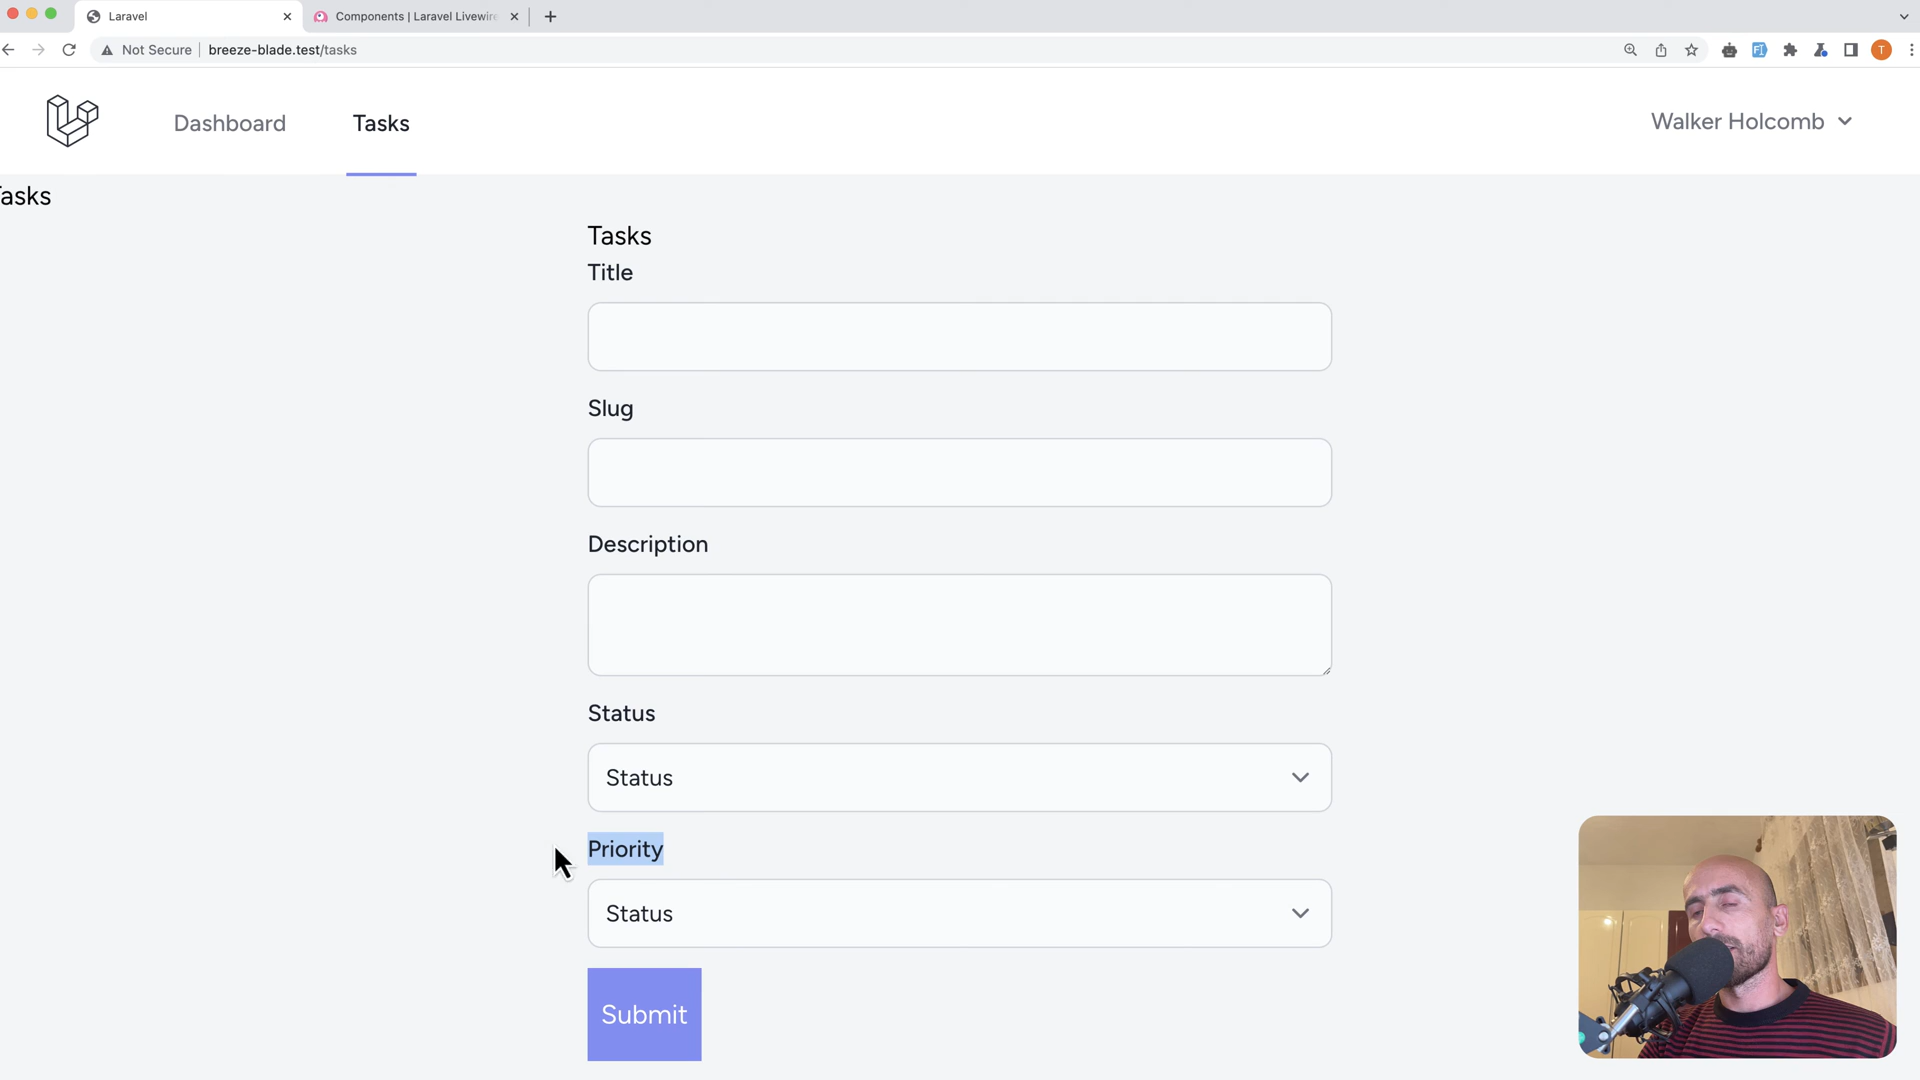 Laravel
Components | Laravel Livewire
Not Secure
breeze-blade.test/tasks
T
Dashboard
Tasks
Walker Holcomb
Tasks
Tasks
Title
Slug
Description
Status
Status
Priority
Status
Submit